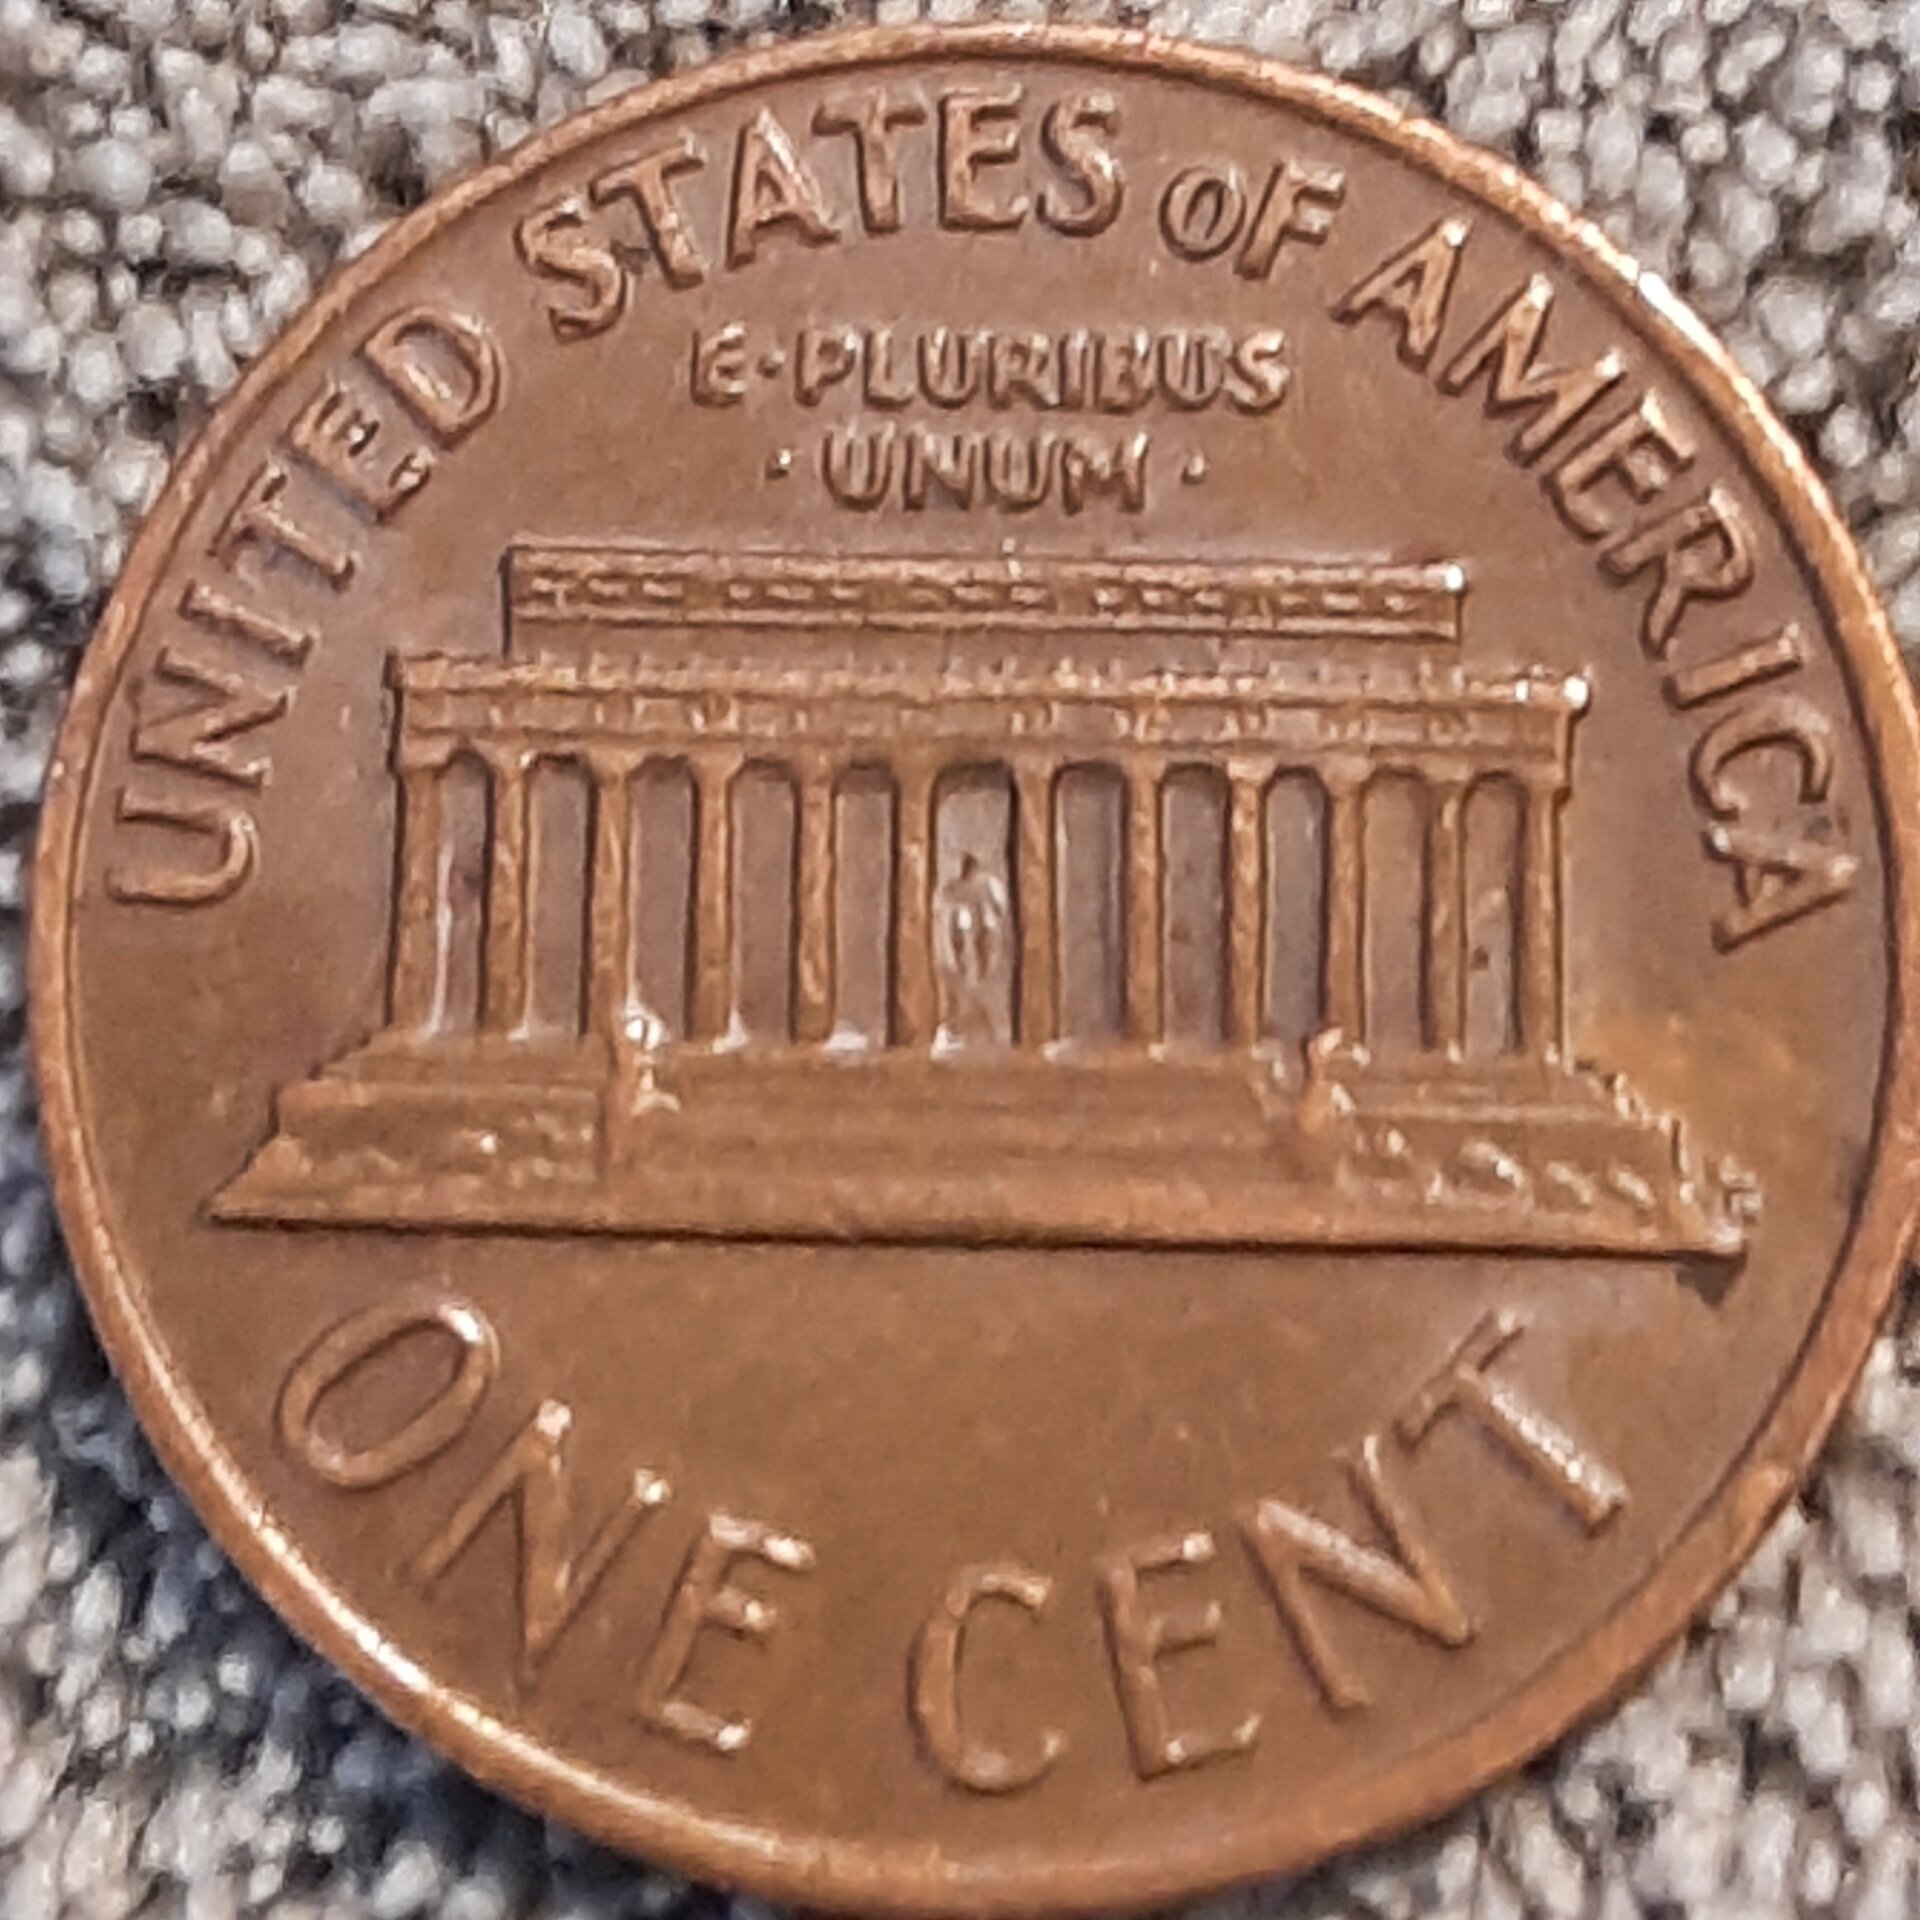 UNITED STATES OF AMERICA
E·PLURIBUS
·UNUM·
ONE CENT